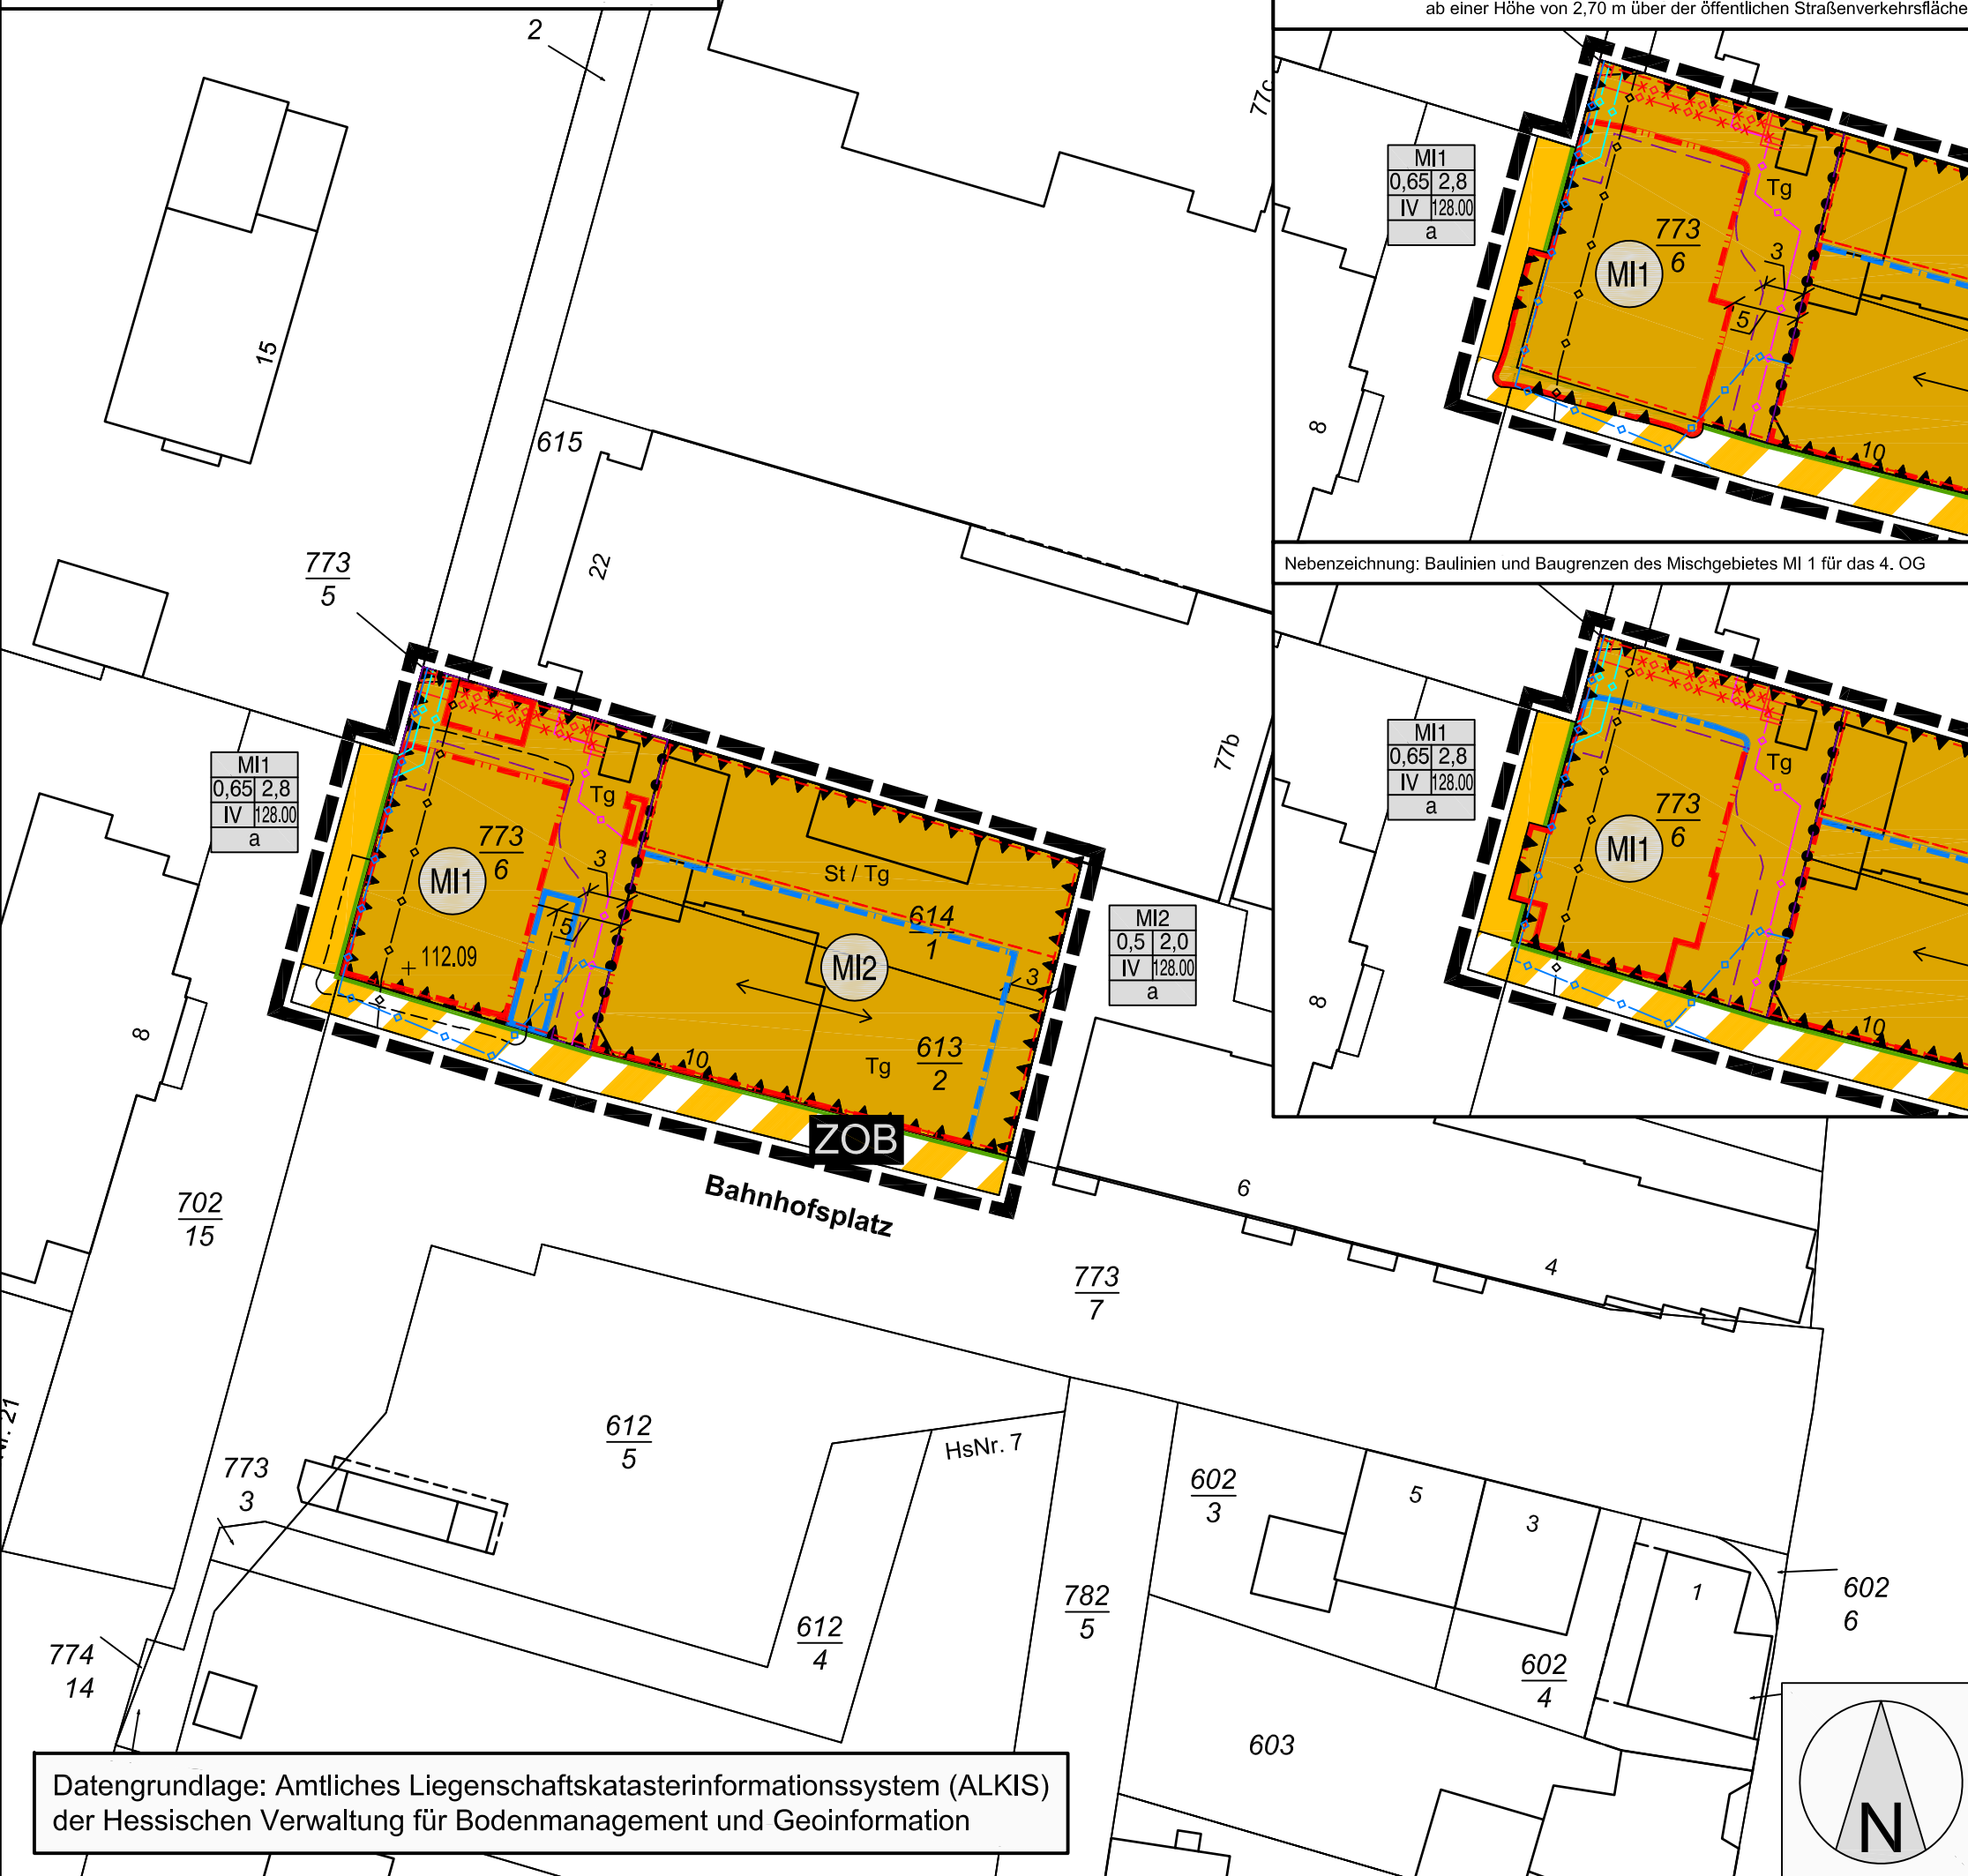 ab einer Höhe von 2,70 m über der öffentlichen Straßenverkehrsfläche
2
77c
MI1
0,65 2,8
IV 128.00
a
Tg
773
6
MI1
3
5
8
10
15
615
22
Nebenzeichnung: Baulinien und Baugrenzen des Mischgebietes MI 1 für das 4. OG
773
5
MI1
0,65 2,8
IV 128.00
a
Tg
773
6
MI1
8
10
77b
MI1
0,65 2,8
IV 128.00
a
Tg
773
6
MI1
3
5
112.09
St / Tg
614
1
MI2
3
MI2
0,5 2,0
IV 128.00
a
8
10
Tg
613
2
ZOB
Bahnhofsplatz
702
15
6
4
773
7
612
5
HsNr. 7
773
3
602
3
5
3
1
602
6
782
5
612
4
774
14
602
4
603
Datengrundlage: Amtliches Liegenschaftskatasterinformationssystem (ALKIS)
der Hessischen Verwaltung für Bodenmanagement und Geoinformation
N